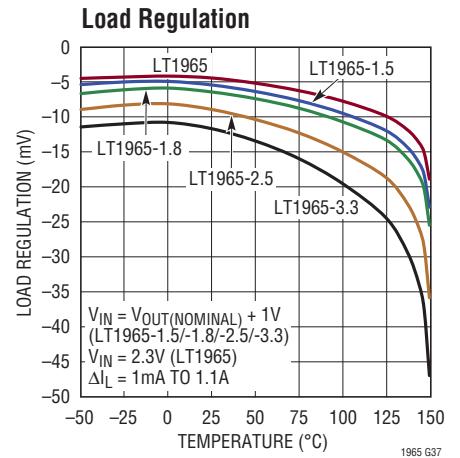 Load Regulation
0
–5
–10
–15
–20
–25
–30
–35
–40
–45
–50
LOAD REGULATION (mV)
LT1965
LT1965-1.5
LT1965-1.8
LT1965-2.5
LT1965-3.3
VIN = VOUT(NOMINAL) + 1V
(LT1965-1.5/-1.8/-2.5/-3.3)
VIN = 2.3V (LT1965)
ΔIL = 1mA TO 1.1A
–50 –25 0 25 50 75 100 125 150
TEMPERATURE (°C)
1965 G37